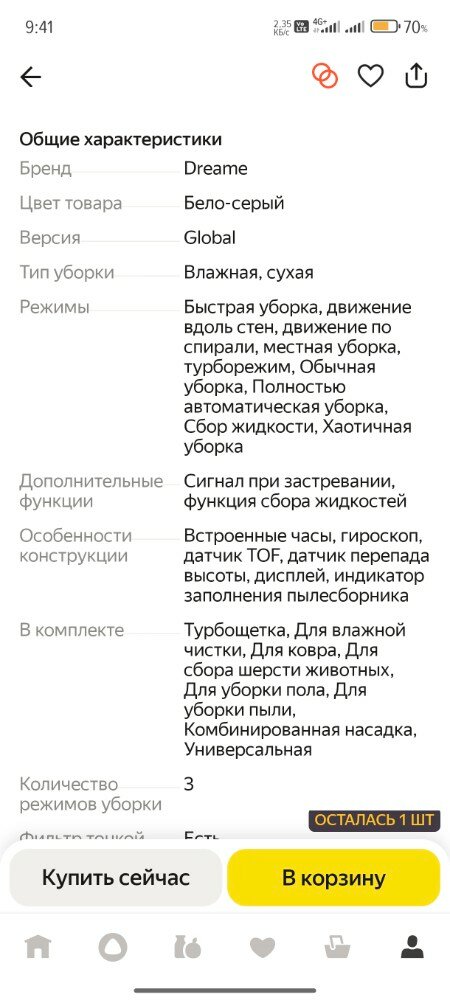 9:41
2,35 КБ/с Vo LTE 4G+ 70%
Общие характеристики
Бренд Dreame
Цвет товара Бело-серый
Версия Global
Тип уборки Влажная, сухая
Режимы Быстрая уборка, движение
вдоль стен, движение по
спирали, местная уборка,
турборежим, Обычная
уборка, Полностью
автоматическая уборка,
Сбор жидкости, Хаотичная
уборка
Дополнительные Сигнал при застревании,
функции функция сбора жидкостей
Особенности Встроенные часы, гироскоп,
конструкции датчик TOF, датчик перепада
высоты, дисплей, индикатор
заполнения пылесборника
В комплекте Турбощетка, Для влажной
чистки, Для ковра, Для
сбора шерсти животных,
Для уборки пола, Для
уборки пыли,
Комбинированная насадка,
Универсальная
Количество 3
режимов уборки
ОСТАЛАСЬ 1 ШТ
Фильтр тонкой Есть
Купить сейчас В корзину